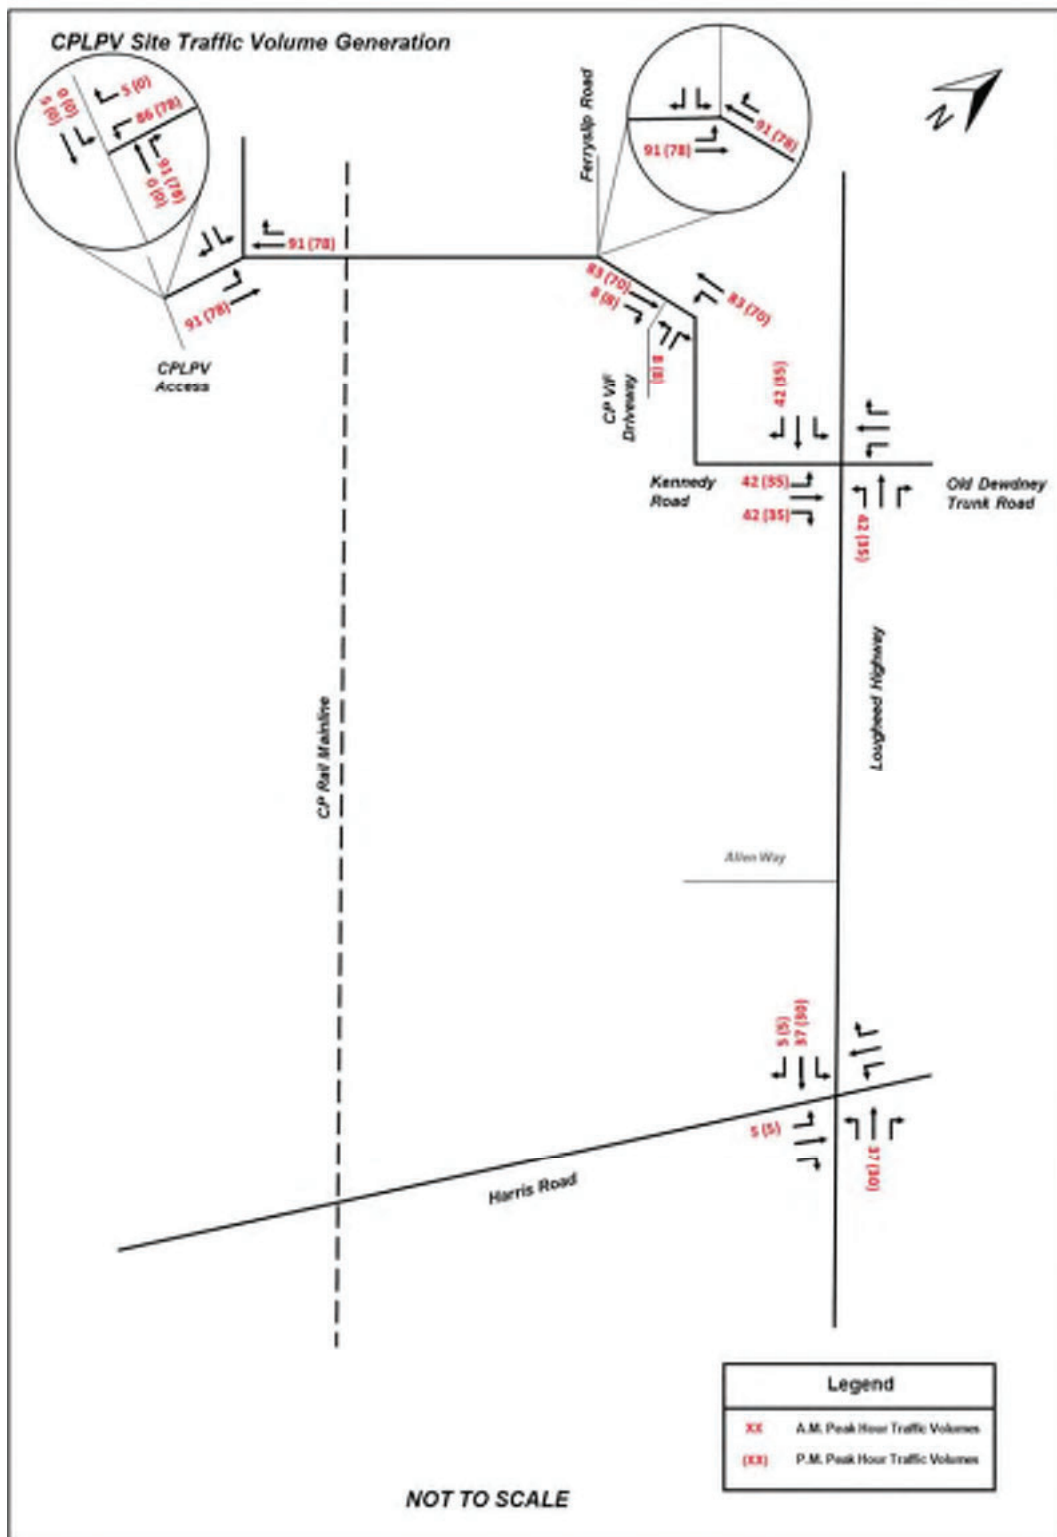 CPLPV Site Traffic Volume Generation
5 (0)
0 (0)
5 (0)
86 (78)
91 (78)
0 (0)
Ferryslip Road
91 (78)
91 (78)
N
91 (78)
91 (78)
CPLPV
Access
83 (70)
8 (8)
83 (70)
8 (8)
CP VIF
Driveway
42 (35)
Kennedy
Road
42 (35)
42 (35)
Old Dewdney
Trunk Road
42 (35)
Lougheed Highway
CP Rail Mainline
Allen Way
5 (5)
37 (30)
5 (5)
37 (30)
Harris Road
Legend
XX A.M. Peak Hour Traffic Volumes
(XX) P.M. Peak Hour Traffic Volumes
NOT TO SCALE